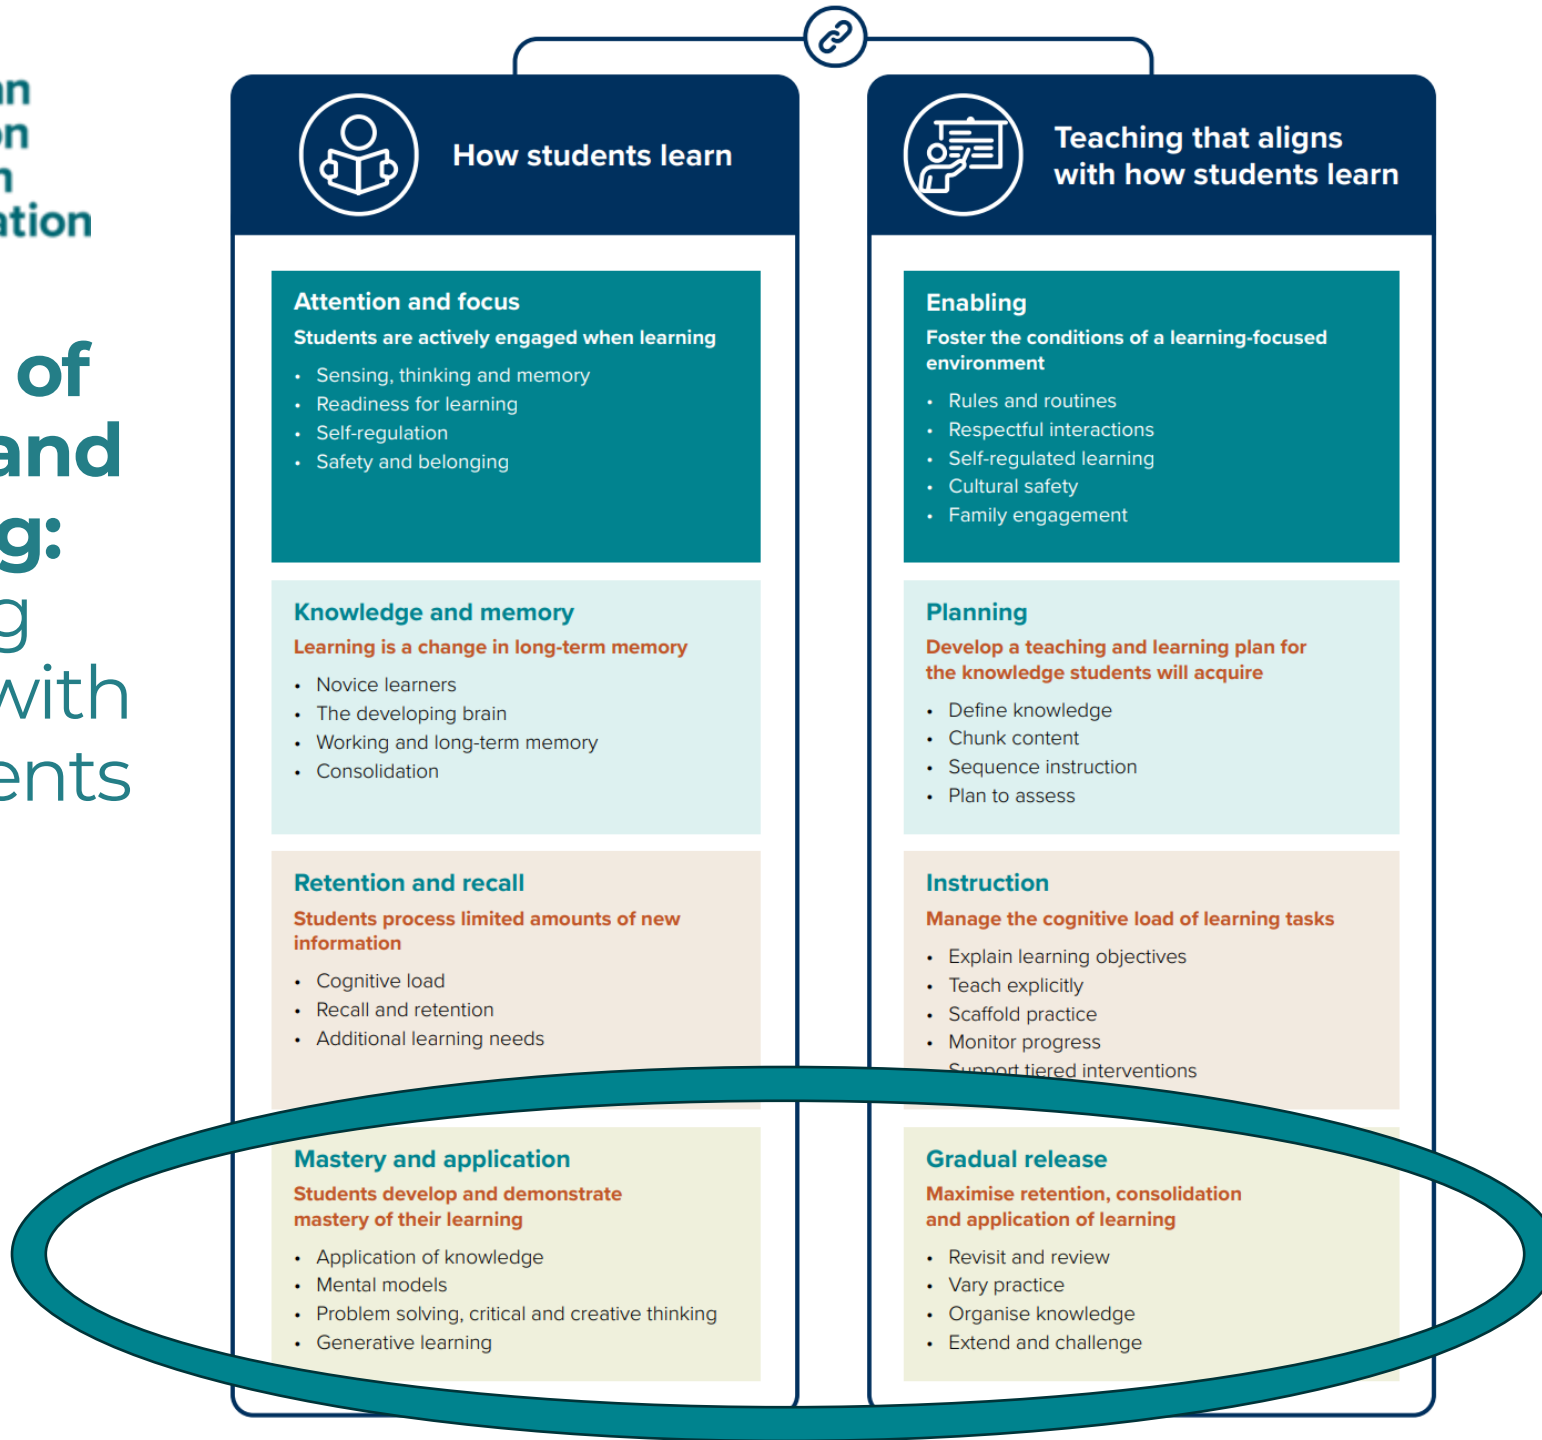 an
on
n
ation
of
and
g:
g
with
ents
How students learn
Attention and focus
Students are actively engaged when learning
• Sensing, thinking and memory
• Readiness for learning
• Self-regulation
• Safety and belonging
Knowledge and memory
Learning is a change in long-term memory
• Novice learners
• The developing brain
• Working and long-term memory
• Consolidation
Retention and recall
Students process limited amounts of new
information
• Cognitive load
• Recall and retention
• Additional learning needs
Mastery and application
Students develop and demonstrate
mastery of their learning
• Application of knowledge
• Mental models
• Problem solving, critical and creative thinking
• Generative learning
Teaching that aligns
with how students learn
Enabling
Foster the conditions of a learning-focused
environment
• Rules and routines
• Respectful interactions
• Self-regulated learning
• Cultural safety
• Family engagement
Planning
Develop a teaching and learning plan for
the knowledge students will acquire
• Define knowledge
• Chunk content
• Sequence instruction
• Plan to assess
Instruction
Manage the cognitive load of learning tasks
• Explain learning objectives
• Teach explicitly
• Scaffold practice
• Monitor progress
Support tiered interventions
Gradual release
Maximise retention, consolidation
and application of learning
• Revisit and review
• Vary practice
• Organise knowledge
• Extend and challenge